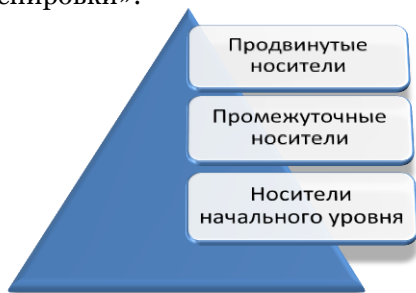 Продвинутые
носители
Промежуточные
носители
Носители
начального уровня